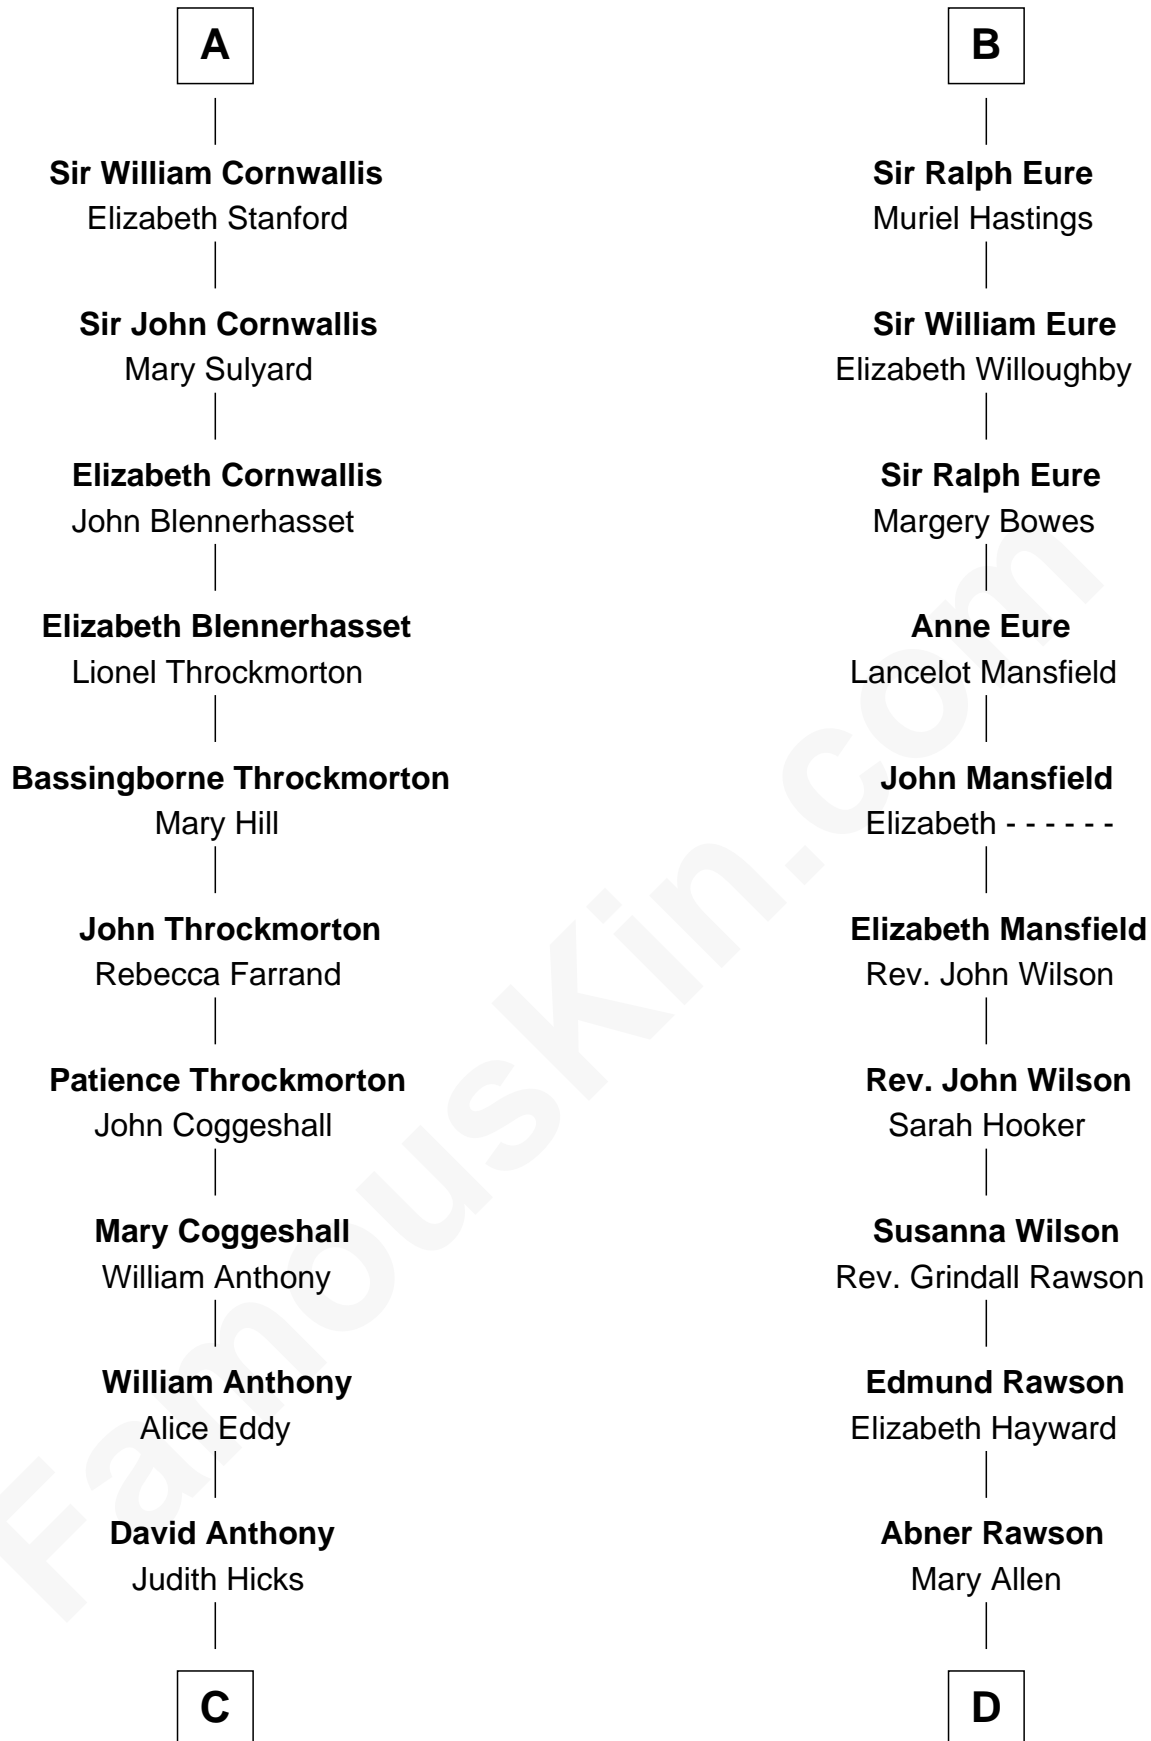 A
Sir William Cornwallis
Elizabeth Stanford
Sir John Cornwallis
Mary Sulyard
Elizabeth Cornwallis
John Blennerhasset
Elizabeth Blennerhasset
Lionel Throckmorton
Bassingborne Throckmorton
Mary Hill
John Throckmorton
Rebecca Farrand
Patience Throckmorton
John Coggeshall
Mary Coggeshall
William Anthony
William Anthony
Alice Eddy
David Anthony
Judith Hicks
C
B
Sir Ralph Eure
Muriel Hastings
Sir William Eure
Elizabeth Willoughby
Sir Ralph Eure
Margery Bowes
Anne Eure
Lancelot Mansfield
John Mansfield
Elizabeth - - - - - -
Elizabeth Mansfield
Rev. John Wilson
Rev. John Wilson
Sarah Hooker
Susanna Wilson
Rev. Grindall Rawson
Edmund Rawson
Elizabeth Hayward
Abner Rawson
Mary Allen
D
FamousKin.com